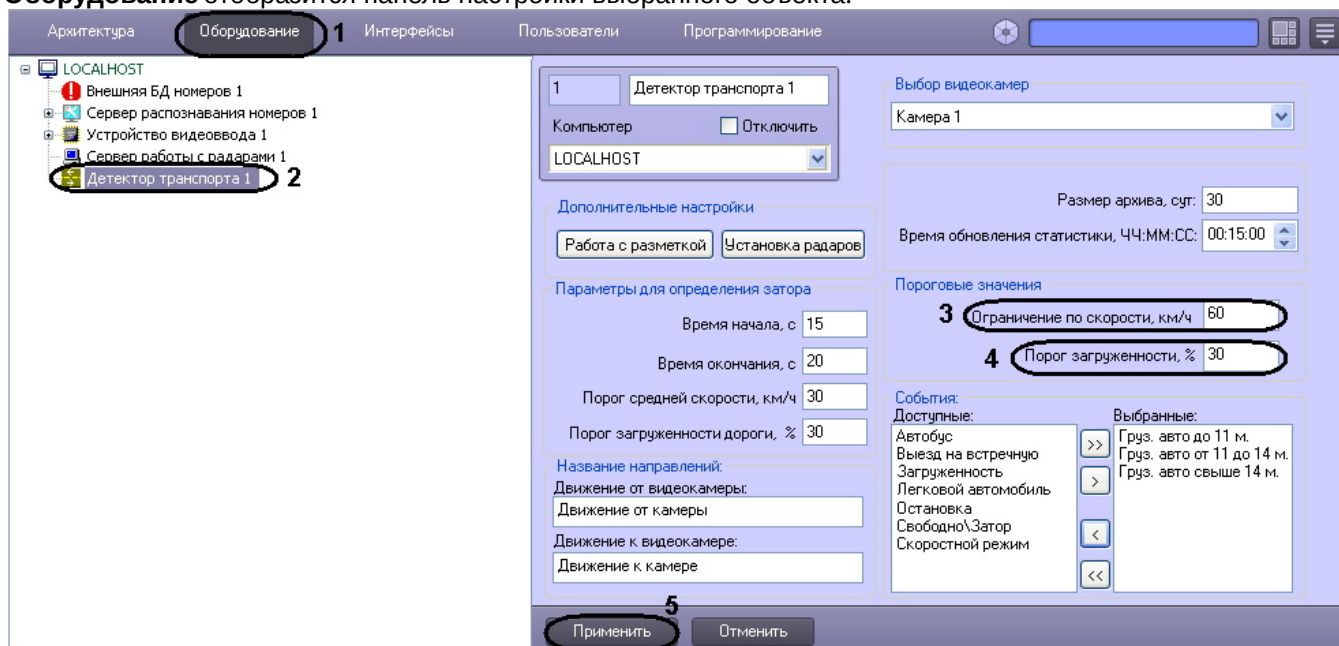 Оборудование отобразится панель настройки выбранного объекта.
Архитектура Оборудование 1 Интерфейсы Пользователи Программирование
LOCALHOST
Внешняя БД номеров 1
Сервер распознавания номеров 1
Устройство видеоввода 1
Сервер работы с радарами 1
Детектор транспорта 1 2
1 Детектор транспорта 1
Компьютер Отключить
LOCALHOST
Дополнительные настройки
Работа с разметкой Установка радаров
Параметры для определения затора
Время начала, с 15
Время окончания, с 20
Порог средней скорости, км/ч 30
Порог загруженности дороги, % 30
Название направлений:
Движение от видеокамеры:
Движение от камеры
Движение к видеокамере:
Движение к камере
Выбор видеокамер
Камера 1
Размер архива, сут: 30
Время обновления статистики, ЧЧ:ММ:СС: 00:15:00
Пороговые значения
3 Ограничение по скорости, км/ч 60
4 Порог загруженности, % 30
События:
Доступные:
Автобус
Выезд на встречную
Загруженность
Легковой автомобиль
Остановка
Свободно\Затор
Скоростной режим
>>
>
<
<<
Выбранные:
Груз. авто до 11 м.
Груз. авто от 11 до 14 м.
Груз. авто свыше 14 м.
5
Применить Отменить